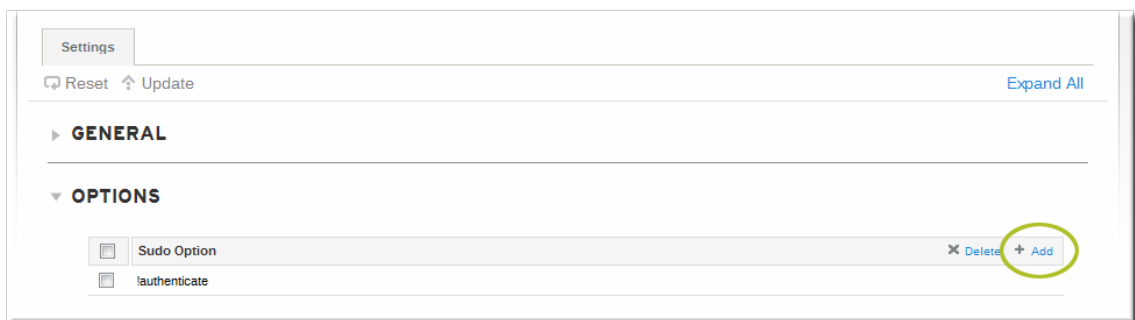 Settings
Reset Update Expand All
GENERAL
OPTIONS
Sudo Option Delete + Add
!authenticate